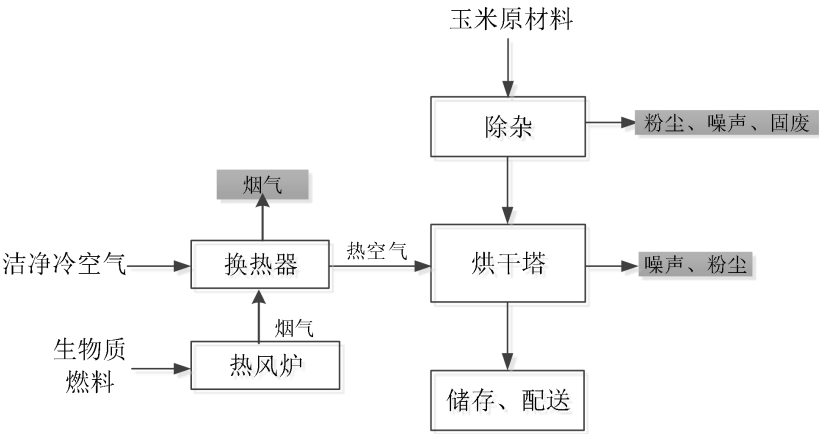 玉米原材料
除杂
粉尘、噪声、固废
烟气
洁净冷空气
换热器
热空气
烘干塔
噪声、粉尘
烟气
生物质
燃料
热风炉
储存、配送